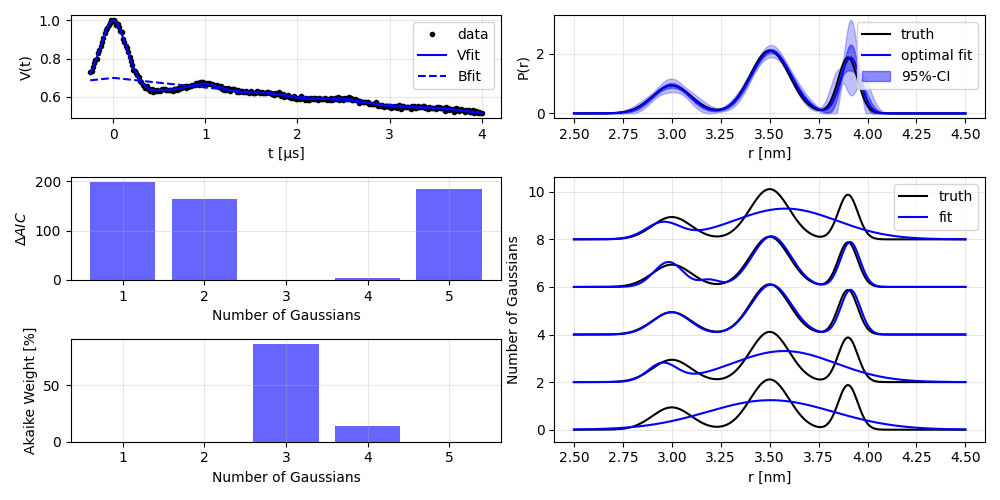 1.0
0.8
0.6
V(t)
data
Vfit
Bfit
0 1 2 3 4
t [μs]
2
0
P(r)
truth
optimal fit
95%-CI
2.50 2.75 3.00 3.25 3.50 3.75 4.00 4.25 4.50
r [nm]
200
100
0
ΔAIC
1 2 3 4 5
Number of Gaussians
50
0
Akaike Weight [%]
1 2 3 4 5
Number of Gaussians
10
8
6
4
2
0
Number of Gaussians
truth
fit
2.50 2.75 3.00 3.25 3.50 3.75 4.00 4.25 4.50
r [nm]